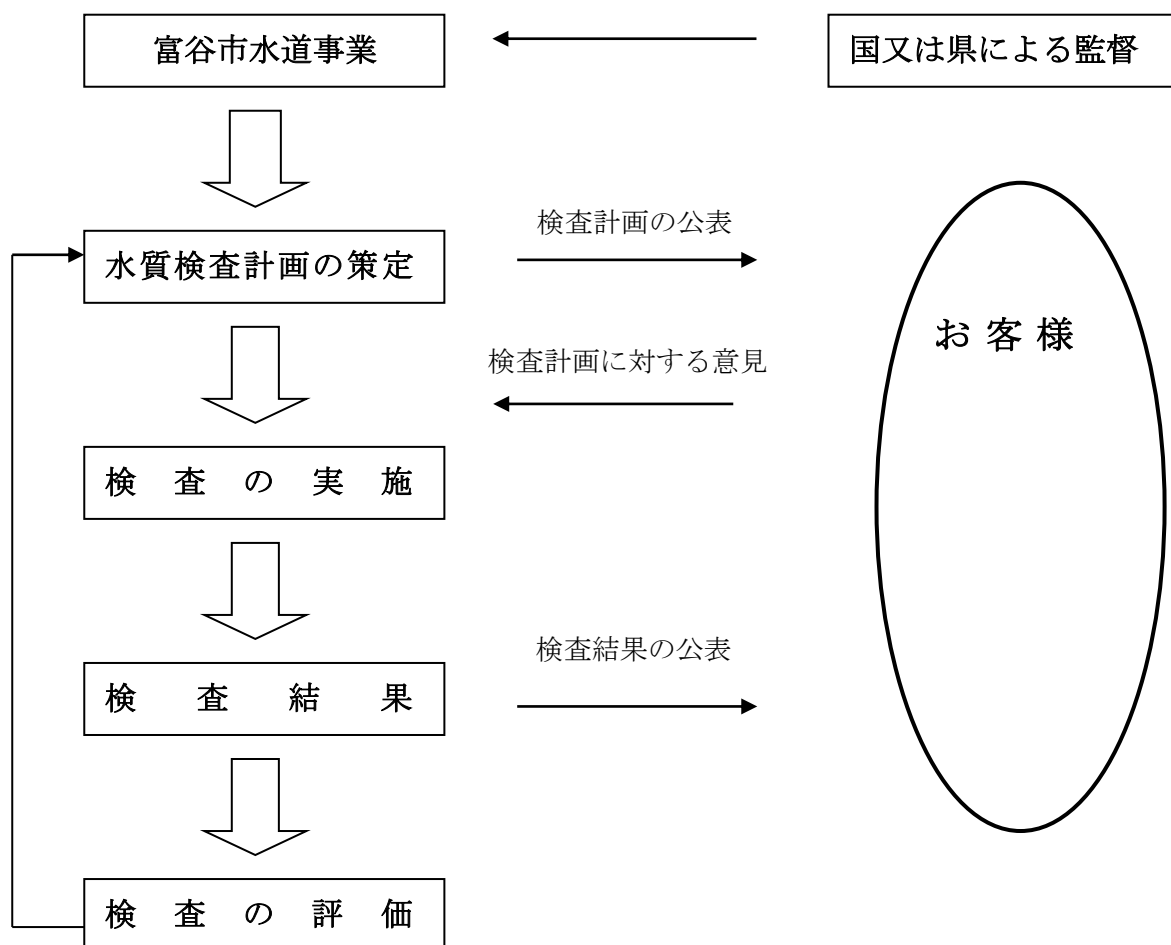 富谷市水道事業
国又は県による監督
検査計画の公表
水質検査計画の策定
お客様
検査計画に対する意見
検査の実施
検査結果の公表
検査結果
検査の評価